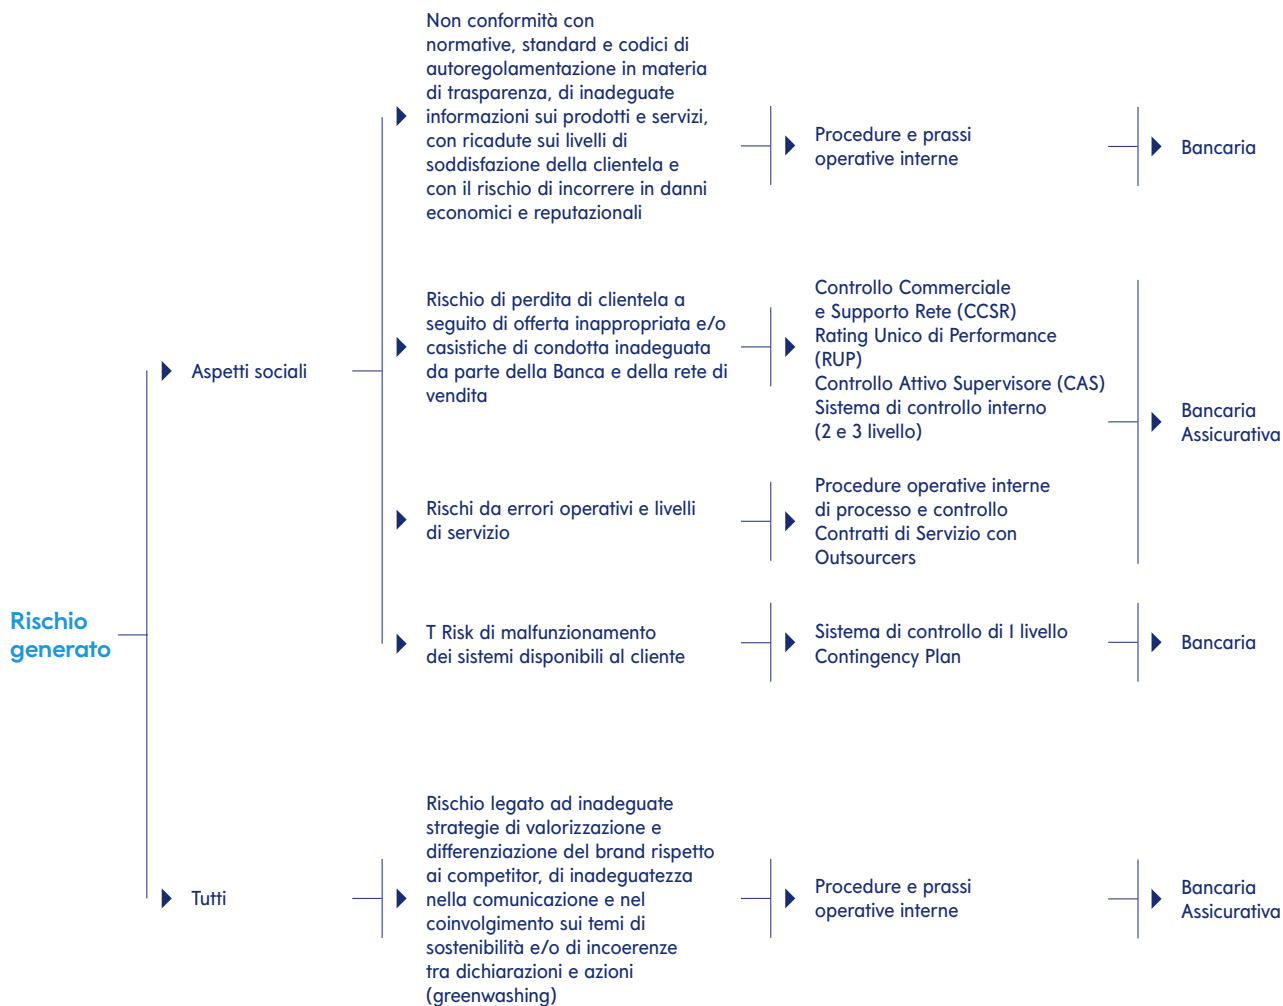 Non conformità con
normative, standard e codici di
autoregolamentazione in materia
di trasparenza, di inadeguate
informazioni sui prodotti e servizi,
con ricadute sui livelli di
soddisfazione della clientela e
con il rischio di incorrere in danni
economici e reputazionali
Procedure e prassi
operative interne
Bancaria
Aspetti sociali
Rischio di perdita di clientela a
seguito di offerta inappropriata e/o
casistiche di condotta inadeguata
da parte della Banca e della rete di
vendita
Controllo Commerciale
e Supporto Rete (CCSR)
Rating Unico di Performance
(RUP)
Controllo Attivo Supervisore (CAS)
Sistema di controllo interno
(2 e 3 livello)
Bancaria
Assicurativa
Rischi da errori operativi e livelli
di servizio
Procedure operative interne
di processo e controllo
Contratti di Servizio con
Outsourcers
Rischio
generato
T Risk di malfunzionamento
dei sistemi disponibili al cliente
Sistema di controllo di I livello
Contingency Plan
Bancaria
Tutti
Rischio legato ad inadeguate
strategie di valorizzazione e
differenziazione del brand rispetto
ai competitor, di inadeguatezza
nella comunicazione e nel
coinvolgimento sui temi di
sostenibilità e/o di incoerenze
tra dichiarazioni e azioni
(greenwashing)
Procedure e prassi
operative interne
Bancaria
Assicurativa